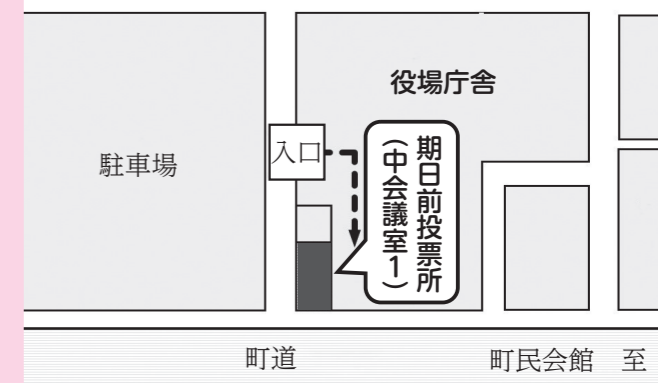 役場庁舎
入口
駐車場
期日前投票所
（中会議室1）
町道
町民会館　至